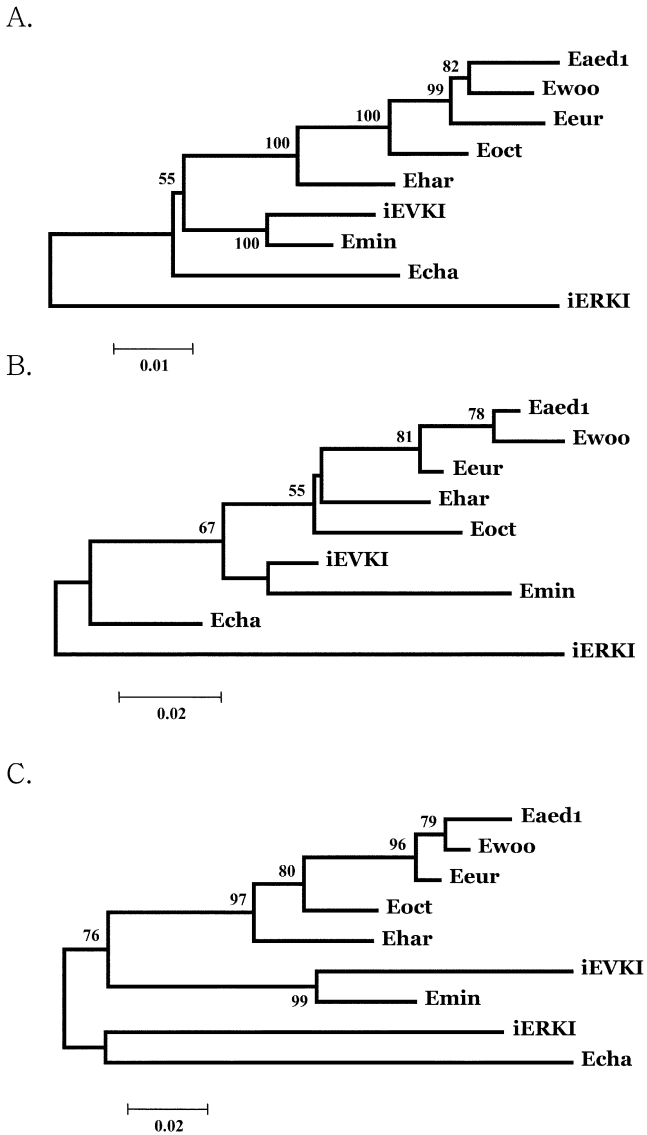 A.
Eaed1
82
Ewoo
99
Eeur
100
Eoct
100
Ehar
55
iEVKI
Emin
100
Echa
iERKI
0.01
B.
Eaed1
78
Ewoo
81
Eeur
Ehar
55
Eoct
67
iEVKI
Emin
Echa
iERKI
0.02
C.
Eaed1
79
Ewoo
96
Eeur
80
Eoct
97
Ehar
76
iEVKI
Emin
99
iERKI
Echa
0.02